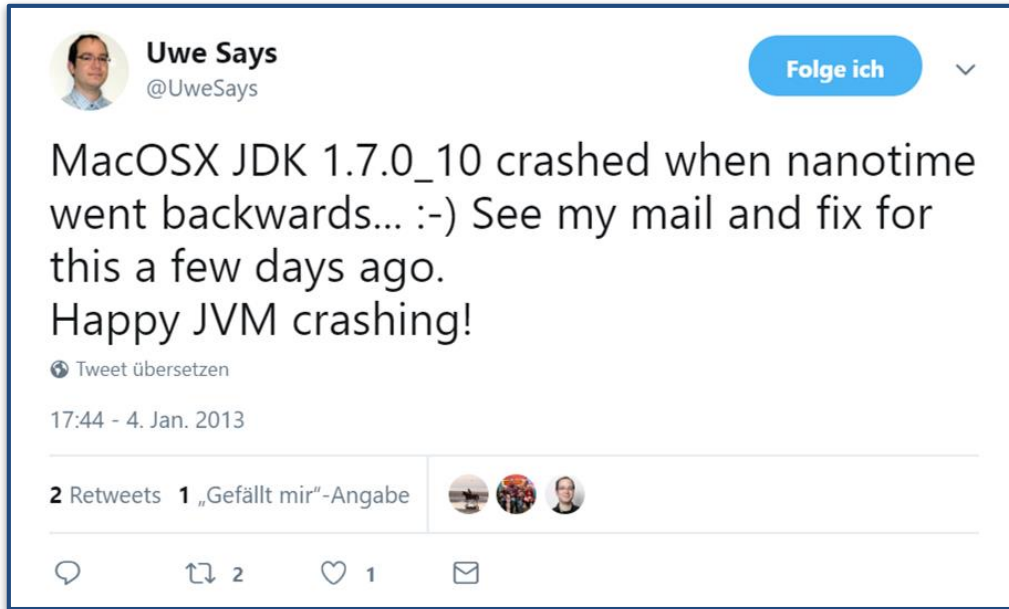 Uwe Says
@UweSays
Folge ich
MacOSX JDK 1.7.0_10 crashed when nanotime
went backwards... :-) See my mail and fix for
this a few days ago.
Happy JVM crashing!
Tweet übersetzen
17:44 - 4. Jan. 2013
2 Retweets 1 „Gefällt mir“-Angabe
2 1